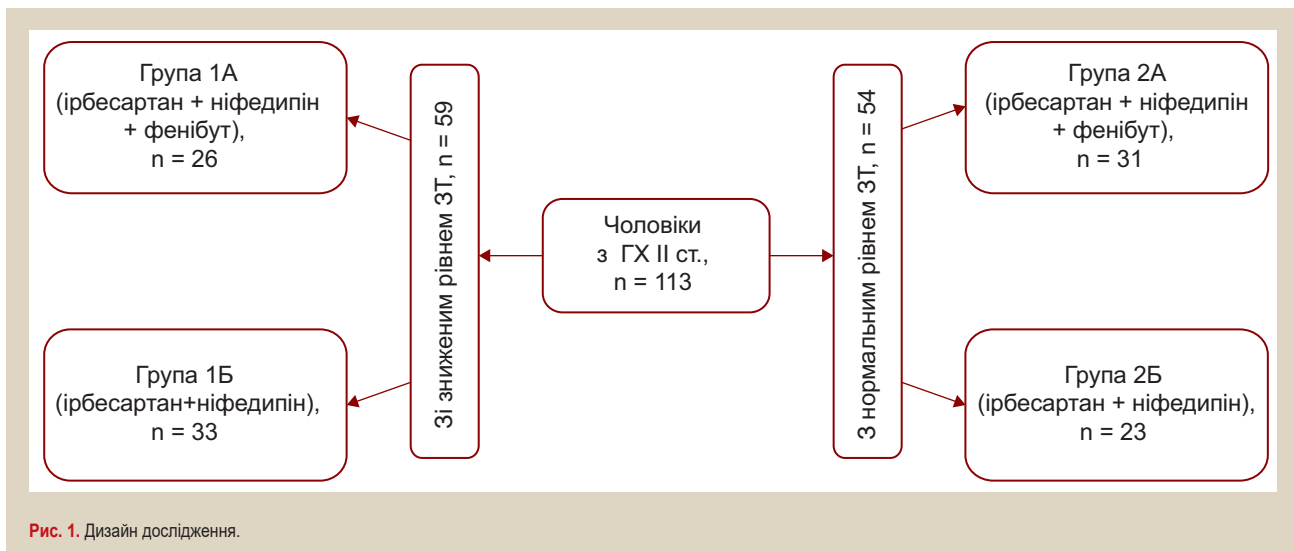 Група 1А
(ірбесартан + ніфедипін
+ фенібут),
n = 26
Група 1Б
(ірбесартан+ніфедипін),
n = 33
Зі зниженим рівнем ЗТ, n = 59
Чоловіки
з ГХ ІІ ст.,
n = 113
З нормальним рівнем ЗТ, n = 54
Група 2А
(ірбесартан + ніфедипін
+ фенібут),
n = 31
Група 2Б
(ірбесартан + ніфедипін),
n = 23
Рис. 1. Дизайн дослідження.